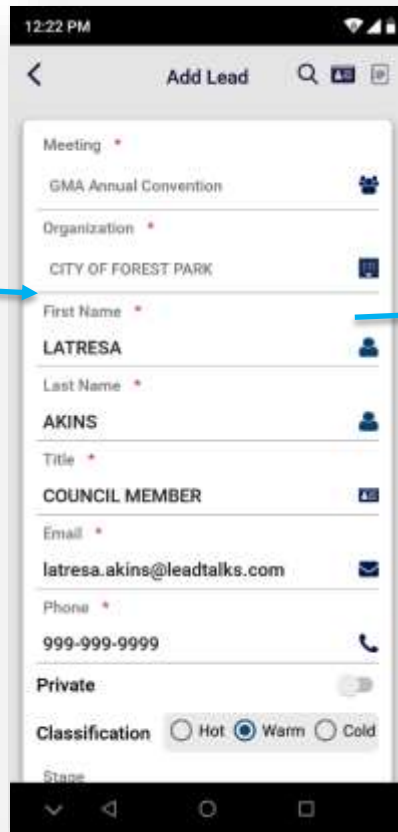 12:22 PM
Add Lead
Meeting *
GMA Annual Convention
Organization *
CITY OF FOREST PARK
First Name *
LATRESA
Last Name *
AKINS
Title *
COUNCIL MEMBER
Email *
latresa.akins@leadtalks.com
Phone *
999-999-9999
Private
Classification Hot Warm Cold
Stage